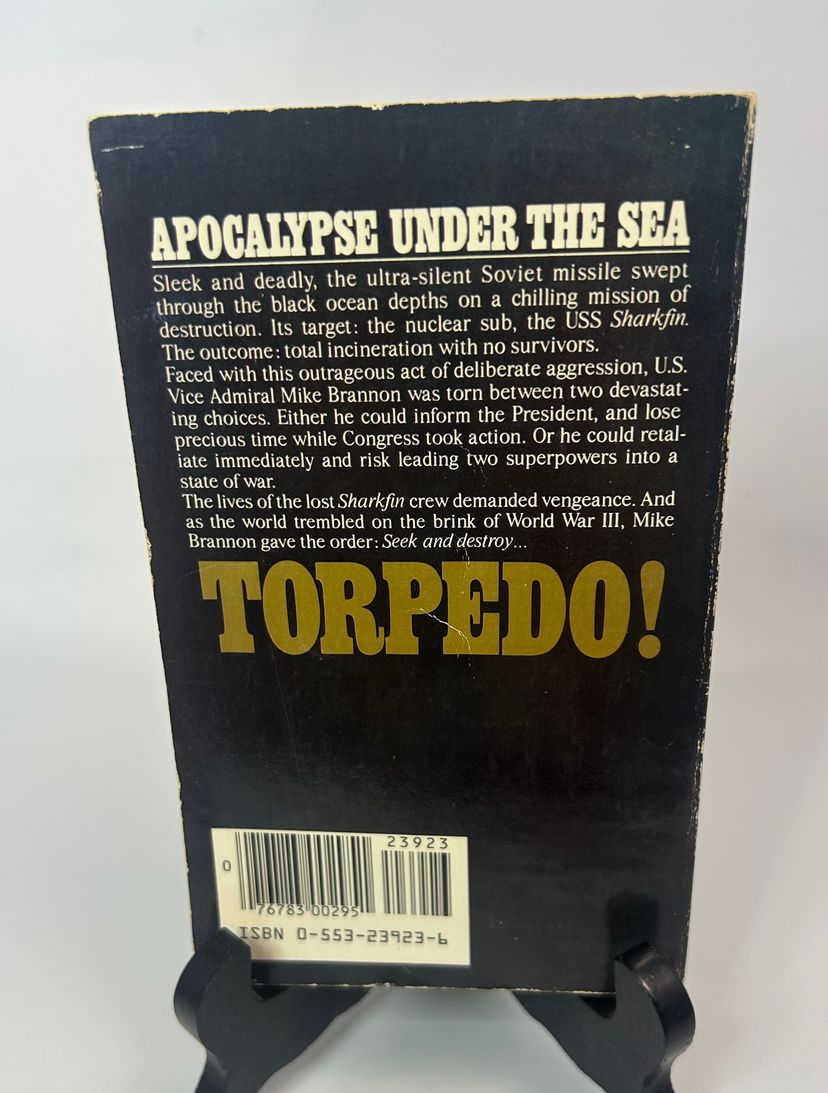 APOCALYPSE UNDER THE SEA
Sleek and deadly, the ultra-silent Soviet missile swept
through the black ocean depths on a chilling mission of
destruction. Its target: the nuclear sub, the USS Sharkfin.
The outcome: total incineration with no survivors.
Faced with this outrageous act of deliberate aggression, U.S.
Vice Admiral Mike Brannon was torn between two devastat-
ing choices. Either he could inform the President, and lose
precious time while Congress took action. Or he could retal-
iate immediately and risk leading two superpowers into a
state of war.
The lives of the lost Sharkfin crew demanded vengeance. And
as the world trembled on the brink of World War III, Mike
Brannon gave the order: Seek and destroy...
TORPEDO!
23923
0
76783 00295
ISBN 0-553-23923-6